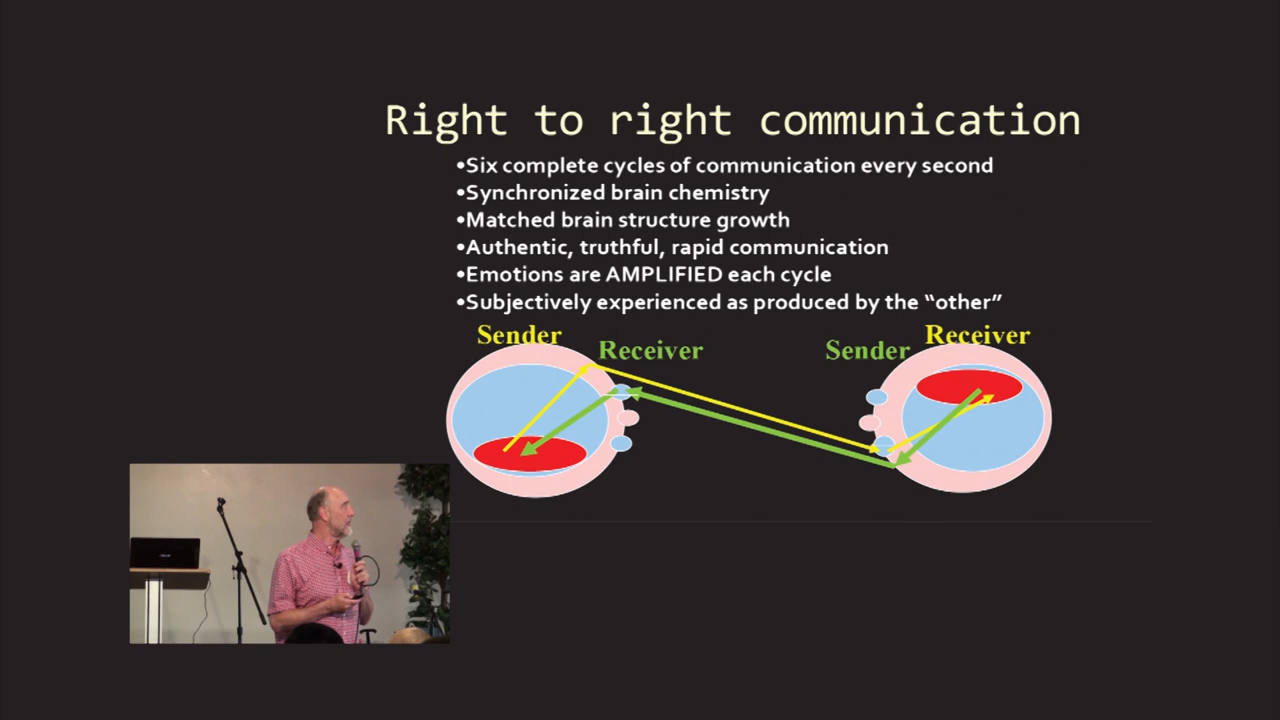 Right to right communication
•Six complete cycles of communication every second
•Synchronized brain chemistry
•Matched brain structure growth
•Authentic, truthful, rapid communication
•Emotions are AMPLIFIED each cycle
•Subjectively experienced as produced by the “other”
Sender
Receiver
Sender
Receiver